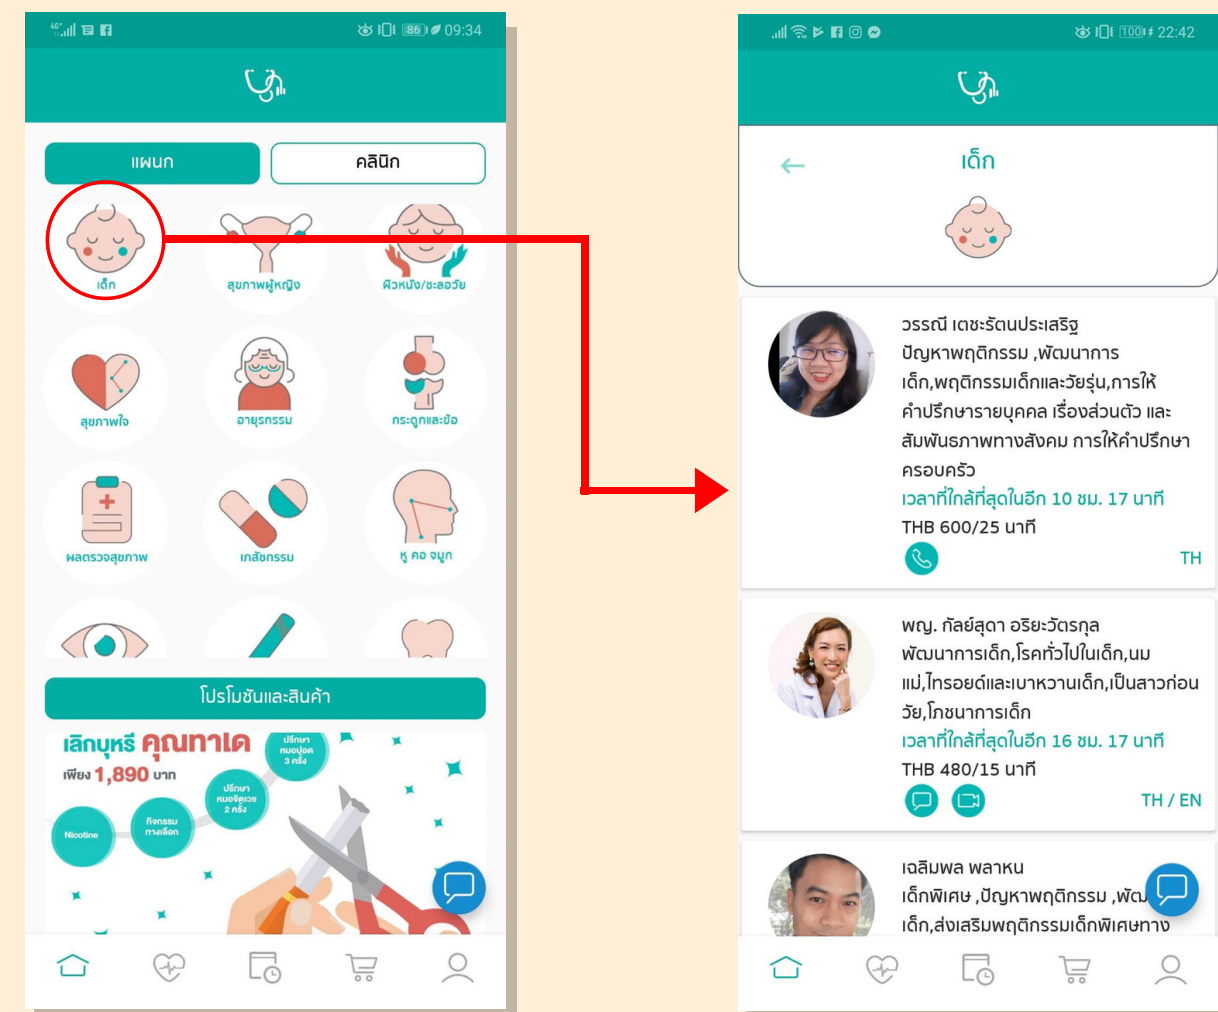 4G+
86
09:34
แผนก
คลินิก
เด็ก
สุขภาพผู้หญิง
ผิวหนัง/ชะลอวัย
สุขภาพใจ
อายุรกรรม
กระดูกและข้อ
ผลตรวจสุขภาพ
เภสัชกรรม
หู คอ จมูก
โปรโมชันและสินค้า
เลิกบุหรี่ คุณทำได้
เพียง 1,890 บาท
ปรึกษา
หมอปอด
3 ครั้ง
ปรึกษา
หมอจิตเวช
2 ครั้ง
กิจกรรม
ทางเลือก
Nicotine
100
22:42
เด็ก
วรรณี เตชะรัตนประเสริฐ
ปัญหาพฤติกรรม ,พัฒนาการ
เด็ก,พฤติกรรมเด็กและวัยรุ่น,การให้
คำปรึกษารายบุคคล เรื่องส่วนตัว และ
สัมพันธภาพทางสังคม การให้คำปรึกษา
ครอบครัว
เวลาที่ใกล้ที่สุดในอีก 10 ชม. 17 นาที
THB 600/25 นาที
TH
พญ. กัลย์สุดา อริยะวัตรกุล
พัฒนาการเด็ก,โรคทั่วไปในเด็ก,นม
แม่,ไทรอยด์และเบาหวานเด็ก,เป็นสาวก่อน
วัย,โภชนาการเด็ก
เวลาที่ใกล้ที่สุดในอีก 16 ชม. 17 นาที
THB 480/15 นาที
TH / EN
เฉลิมพล พลาหน
เด็กพิเศษ ,ปัญหาพฤติกรรม
เด็ก,ส่งเสริมพฤติกรรมเด็กพิเศษทาง